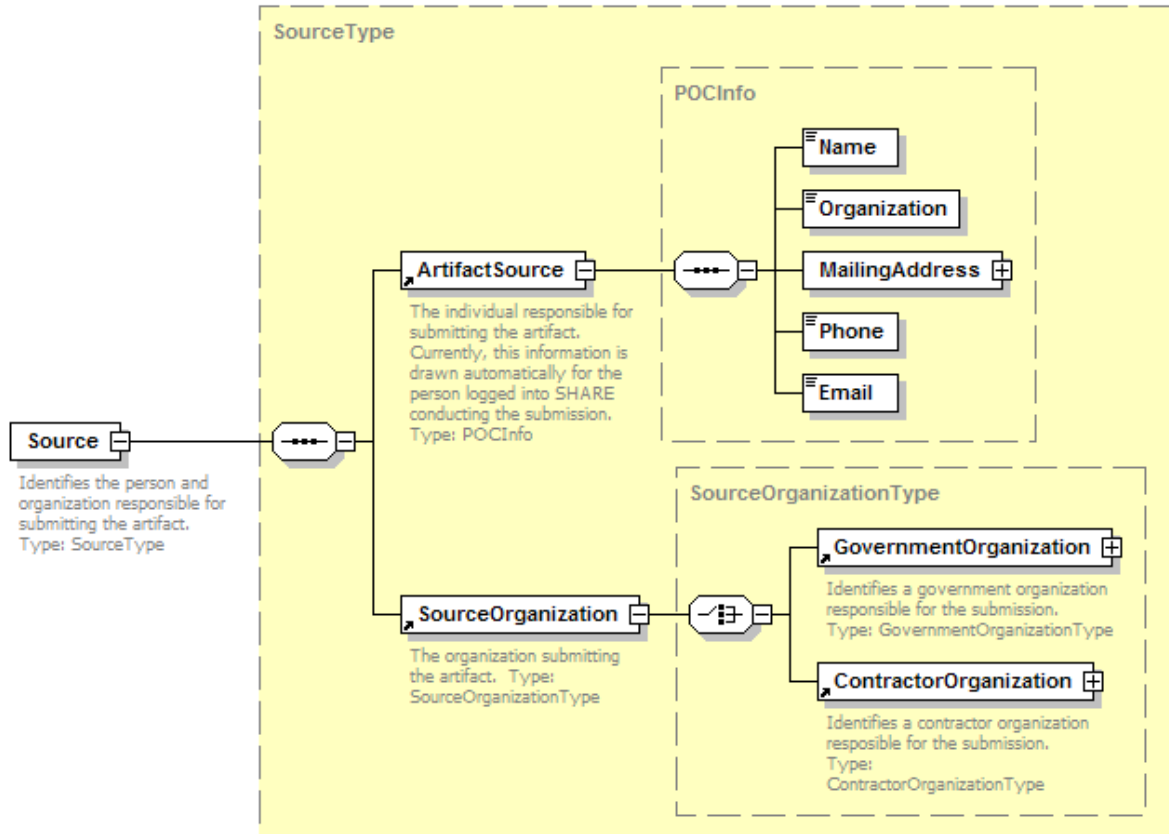 SourceType
POCInfo
Name
Organization
ArtifactSource
MailingAddress
The individual responsible for
submitting the artifact.
Currently, this information is
drawn automatically for the
person logged into SHARE
conducting the submission.
Type: POCInfo
Phone
Email
Source
Identifies the person and
organization responsible for
submitting the artifact.
Type: SourceType
SourceOrganizationType
GovernmentOrganization
Identifies a government organization
responsible for the submission.
Type: GovernmentOrganizationType
SourceOrganization
The organization submitting
the artifact.  Type:
SourceOrganizationType
ContractorOrganization
Identifies a contractor organization
resposible for the submission.
Type:
ContractorOrganizationType